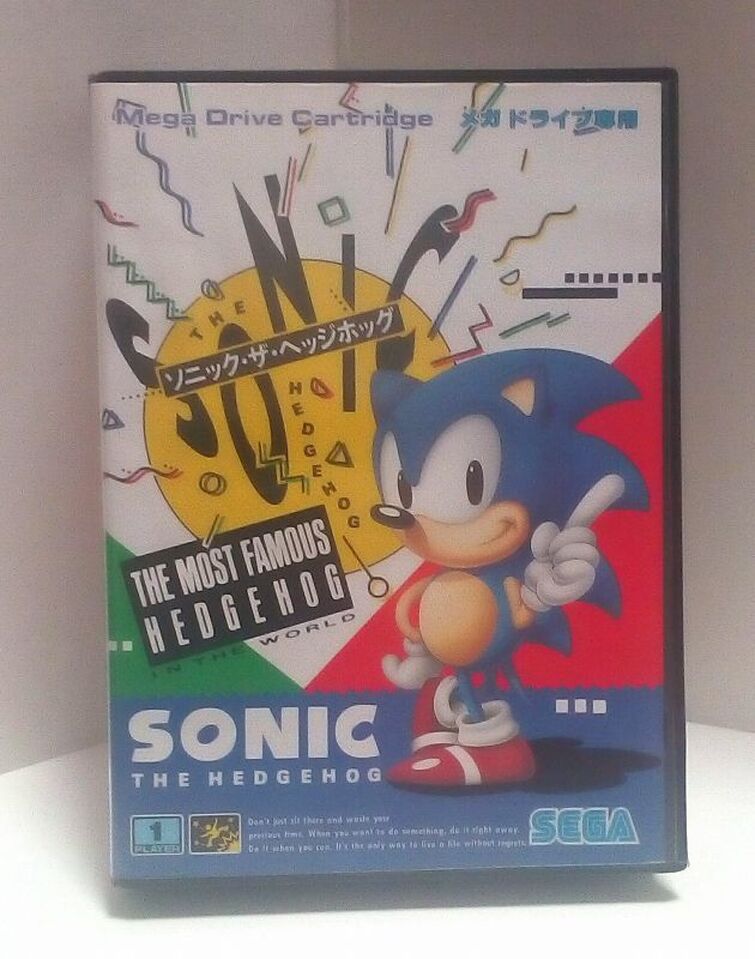 Mega Drive Cartridge メガドライブ専用
SONIC
THE
ソニック・ザ・ヘッジホッグ
HEDGEHOG
THE MOST FAMOUS
HEDGEHOG
IN THE WORLD
SONIC
THE HEDGEHOG
1
PLAYER
Don't just sit there and waste your
precious time. When you want to do something, do it right away.
Do it when you can. It's the only way to live a life without regrets.
SEGA